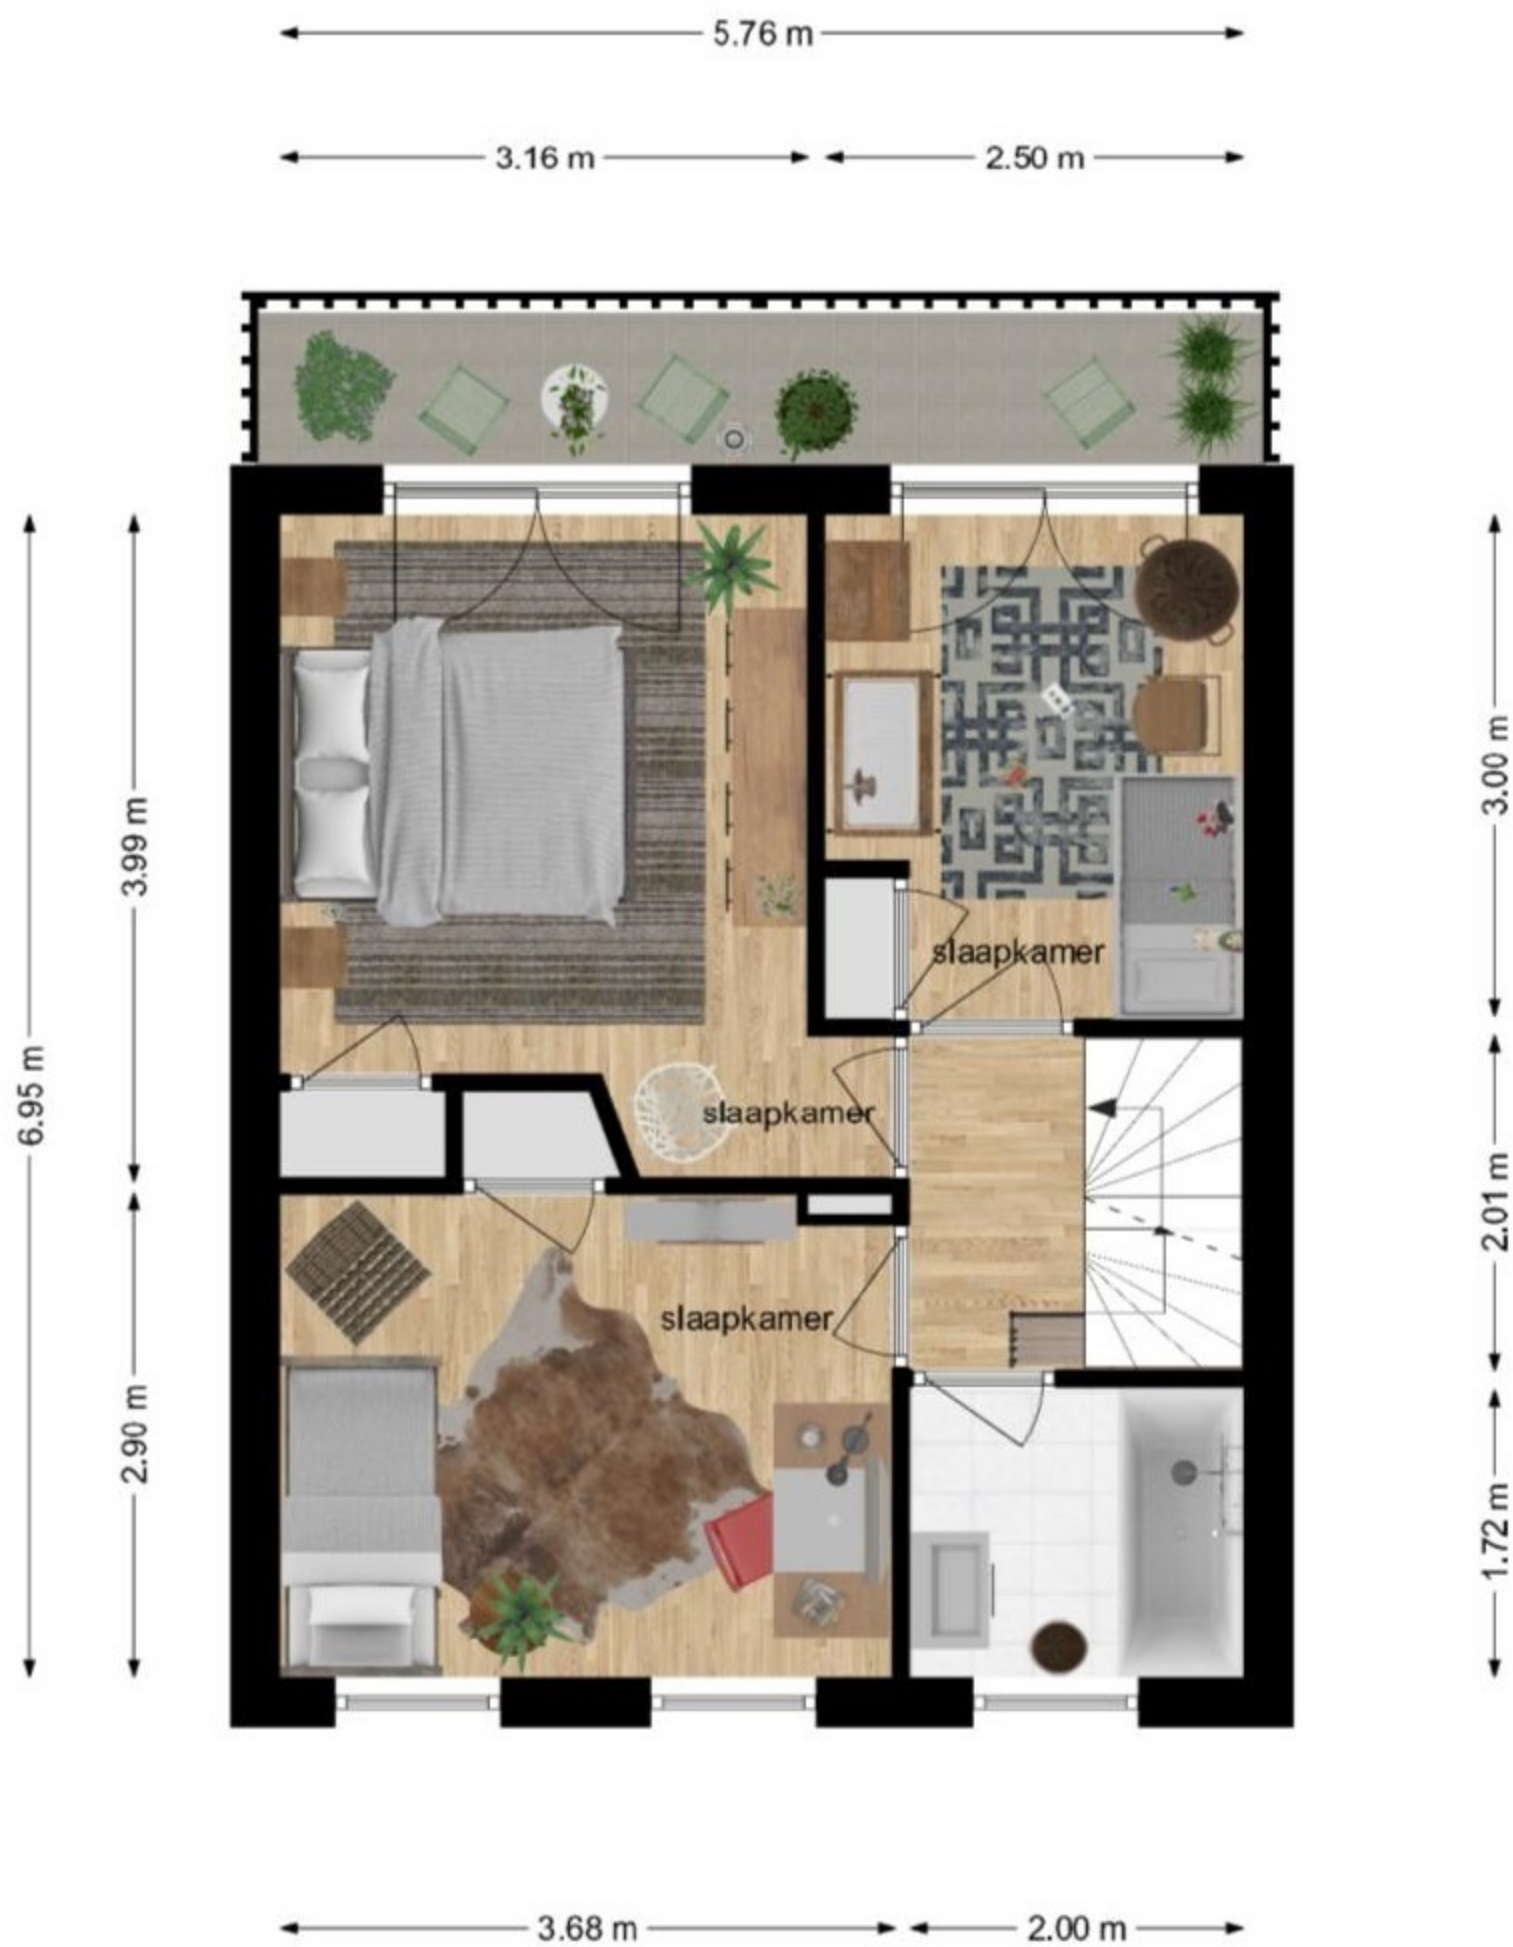 5.76 m
3.16 m
2.50 m
3.99 m
3.00 m
slaapkamer
6.95 m
slaapkamer
2.01 m
slaapkamer
2.90 m
1.72 m
3.68 m
2.00 m